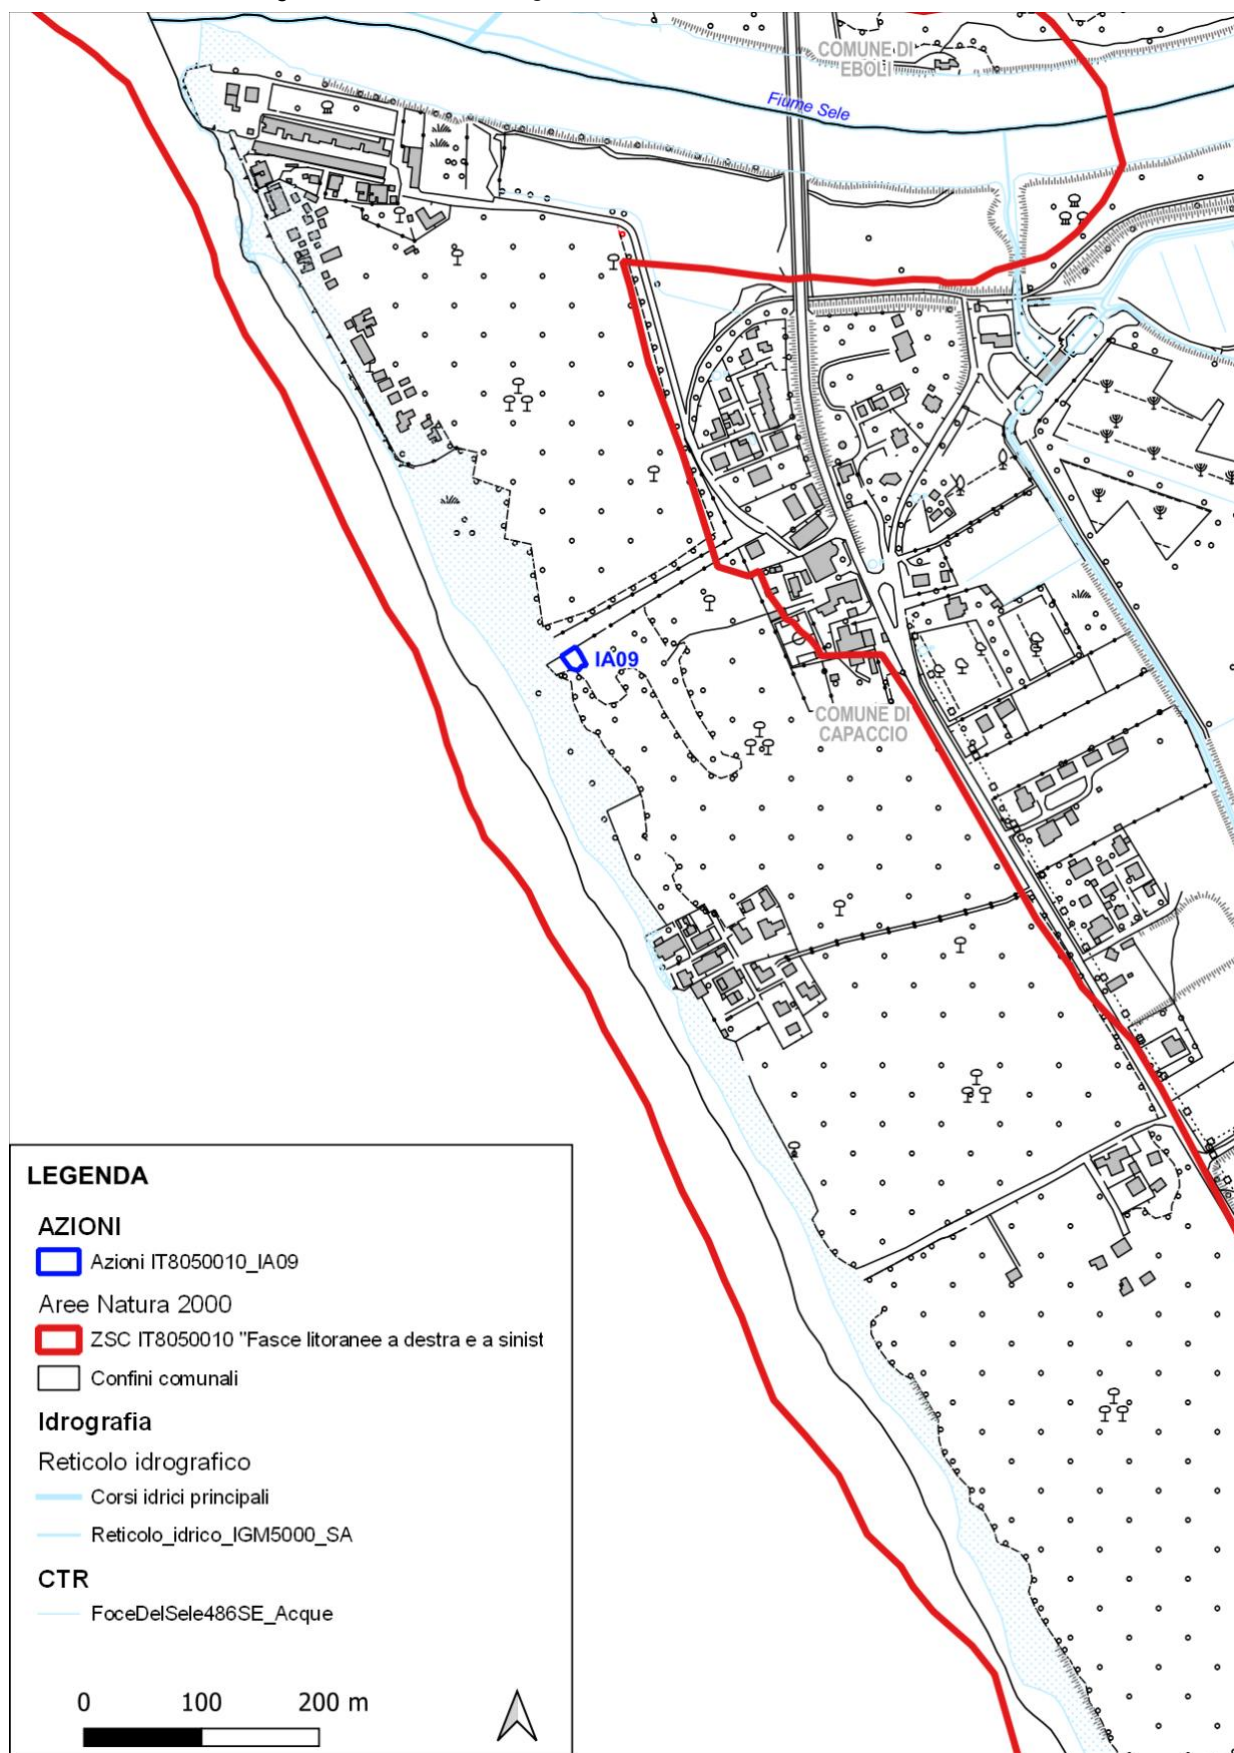 COMUNE DI
EBOLI
Fiume Sele
IA09
COMUNE DI
CAPACCIO
LEGENDA
AZIONI
Azioni IT8050010_IA09
Aree Natura 2000
ZSC IT8050010 "Fasce litoranee a destra e a sinist
Confini comunali
Idrografia
Reticolo idrografico
Corsi idrici principali
Reticolo_idrico_IGM5000_SA
CTR
FoceDelSele486SE_Acque
0 100 200 m